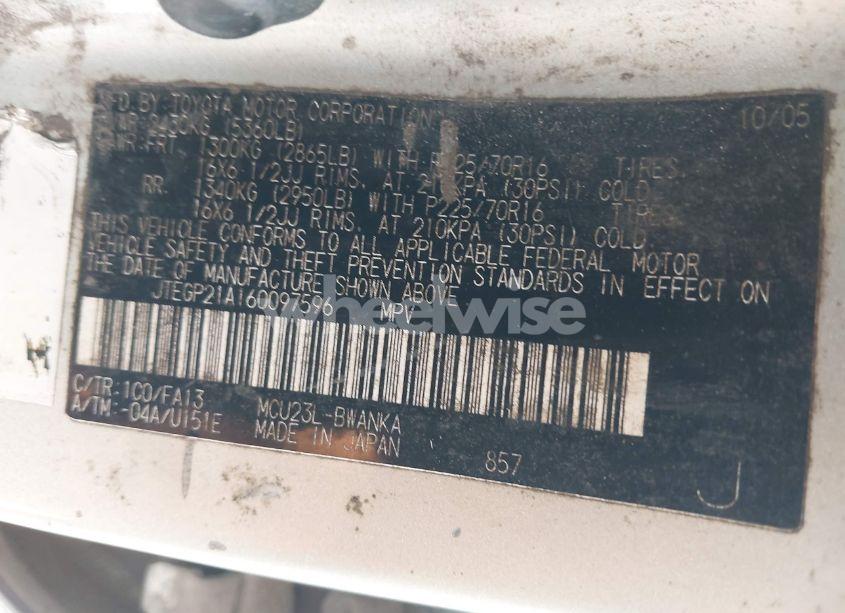 MFD.BY:TOYOTA MOTOR CORPORATION 10/05
GVWR 2430KG (5360LB)
GAWR:FRT. 1300KG (2865LB) WITH P225/70R16 TIRES,
16X6 1/2JJ RIMS, AT 210KPA (30PSI) COLD.
RR. 1340KG (2950LB) WITH P225/70R16 TIRES,
16X6 1/2JJ RIMS, AT 210KPA (30PSI) COLD.
THIS VEHICLE CONFORMS TO ALL APPLICABLE FEDERAL MOTOR
VEHICLE SAFETY AND THEFT PREVENTION STANDARDS IN EFFECT ON
THE DATE OF MANUFACTURE SHOWN ABOVE.
JTEGP21A160097596 MPV
wheelwise
C/TR:1C0/FA13 MCU23L-BWANKA
A/TM:-04A/U151E MADE IN JAPAN
857
J